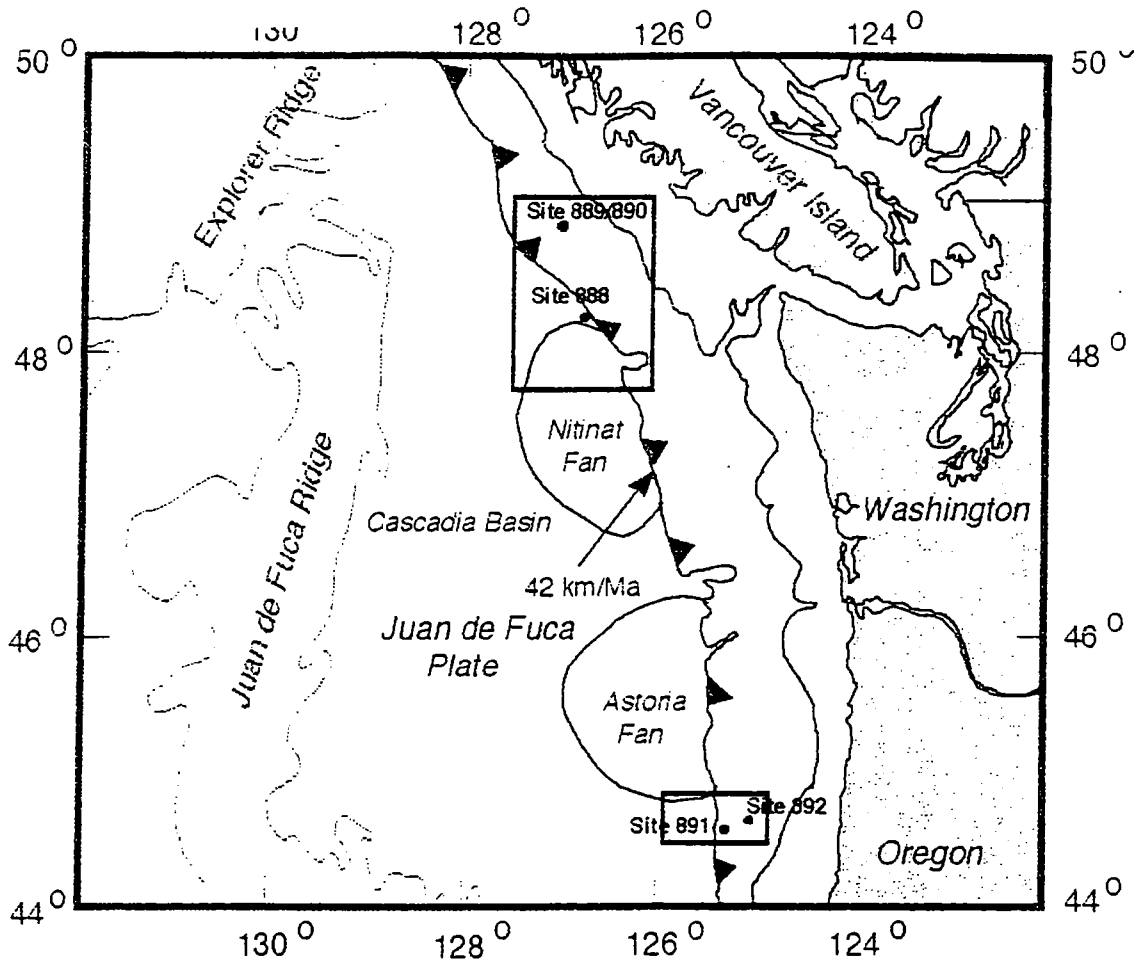 128 O
126 O
124 O
50 O
50
Explorer Ridge
Vancouver Island
Site 889/890
Site 888
48 O
48 O
Nitinat
Fan
Juan de Fuca Ridge
Cascadia Basin
Washington
42 km/Ma
46 O
46 O
Juan de Fuca
Plate
Astoria
Fan
Site 892
Site 891
Oregon
44 O
44 O
130 O
128 O
126 O
124 O